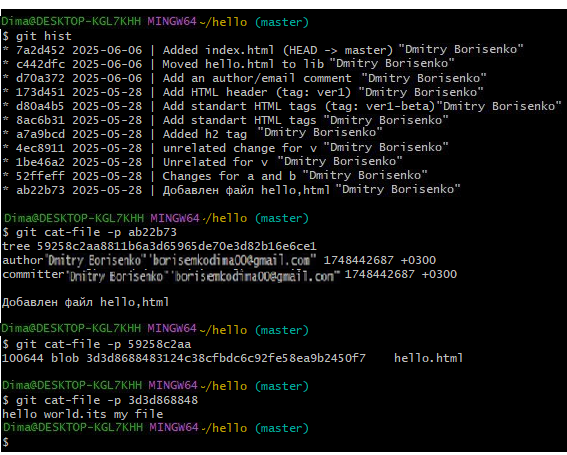 Dima@DESKTOP-KGL7KHH MINGW64 ~/hello (master)
$ git hist
* 7a2d452 2025-06-06 | Added index.html (HEAD -> master) "Dmitry Borisenko"
* c442dfc 2025-06-06 | Moved hello.html to lib "Dmitry Borisenko"
* d70a372 2025-06-06 | Add an author/email comment "Dmitry Borisenko"
* 173d451 2025-05-28 | Add HTML header (tag: ver1) "Dmitry Borisenko"
* d80a4b5 2025-05-28 | Add standart HTML tags (tag: ver1-beta)"Dmitry Borisenko"
* 8ac6b31 2025-05-28 | Add standart HTML tags "Dmitry Borisenko"
* a7a9bcd 2025-05-28 | Added h2 tag "Dmitry Borisenko"
* 4ec8911 2025-05-28 | unrelated change for v "Dmitry Borisenko"
* 1be46a2 2025-05-28 | Unrelated for v "Dmitry Borisenko"
* 52ffeff 2025-05-28 | Changes for a and b "Dmitry Borisenko"
* ab22b73 2025-05-28 | Добавлен файл hello,html "Dmitry Borisenko"
Dima@DESKTOP-KGL7KHH MINGW64 ~/hello (master)
$ git cat-file -p ab22b73
tree 59258c2aa8811b6a3d65965de70e3d82b16e6ce1
author"Dmitry Borisenko" "borisemkodima00@gmail.com" 1748442687 +0300
committer"Dmitry Borisenko" "borisemkodima00@gmail.com" 1748442687 +0300
Добавлен файл hello,html
Dima@DESKTOP-KGL7KHH MINGW64 ~/hello (master)
$ git cat-file -p 59258c2aa
100644 blob 3d3d8688483124c38cfbdc6c92fe58ea9b2450f7 hello.html
Dima@DESKTOP-KGL7KHH MINGW64 ~/hello (master)
$ git cat-file -p 3d3d868848
hello world.its my file
Dima@DESKTOP-KGL7KHH MINGW64 ~/hello (master)
$